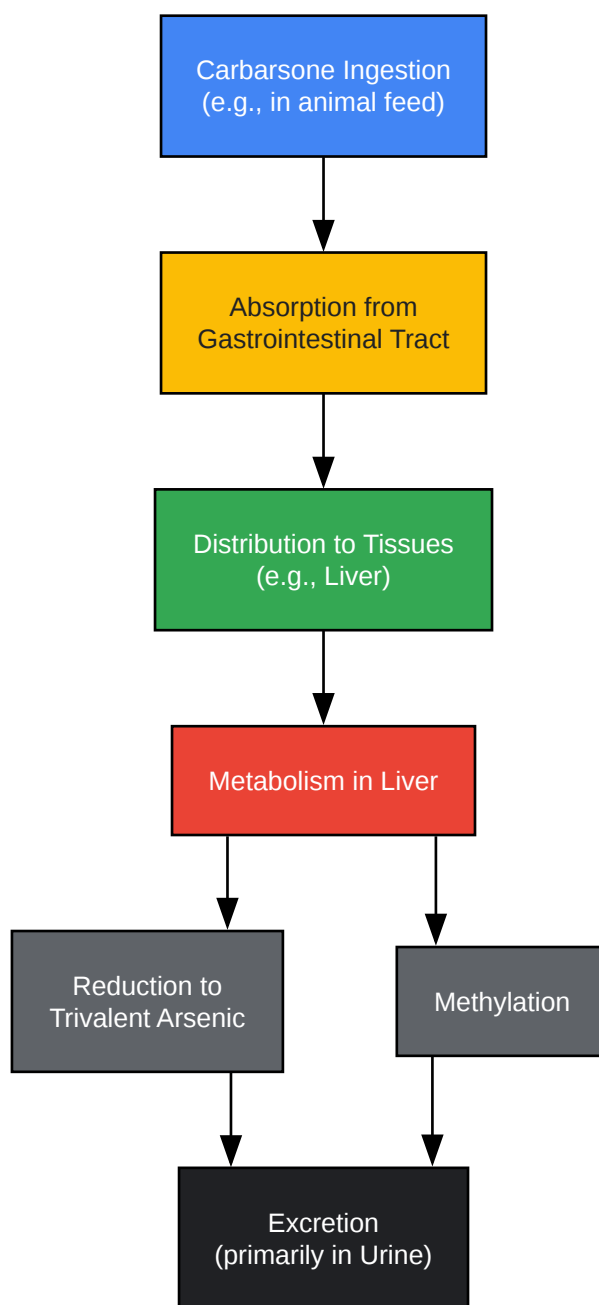 Carbarsone Ingestion
(e.g., in animal feed)
Absorption from
Gastrointestinal Tract
Distribution to Tissues
(e.g., Liver)
Metabolism in Liver
Reduction to
Trivalent Arsenic
Methylation
Excretion
(primarily in Urine)